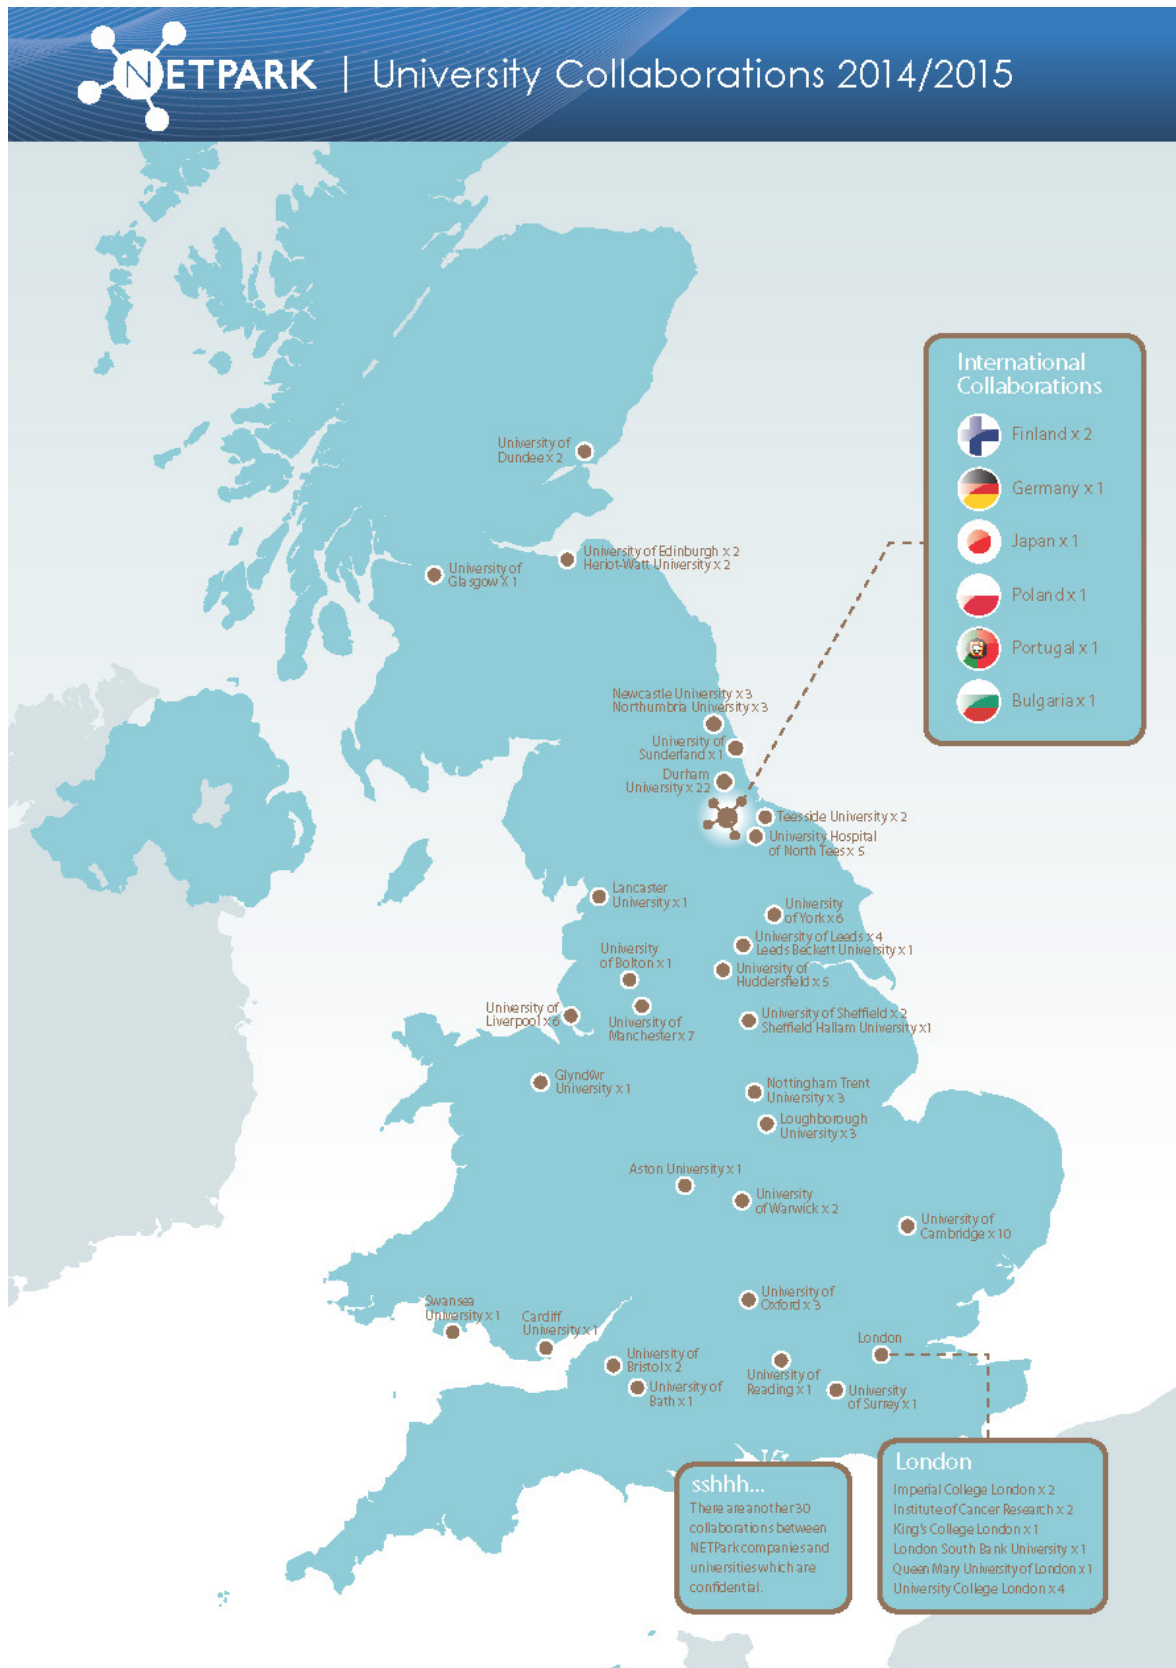 NETPARK | University Collaborations 2014/2015
International
Collaborations
Finland x 2
Germany x 1
Japan x 1
Poland x 1
Portugal x 1
Bulgaria x 1
University of
Dundee x 2
University of Edinburgh x 2
Heriot-Watt University x 2
University of
Glasgow X 1
Newcastle University x 3
Northumbria University x 3
University of
Sunderland x 1
Durham
University x 22
Teesside University x 2
University Hospital
of North Tees x 5
Lancaster
University x 1
University
of York x 6
University of Leeds x 4
Leeds Beckett University x 1
University
of Bolton x 1
University of
Huddersfield x 5
University of
Liverpool x 6
University of
Manchester x 7
University of Sheffield x 2
Sheffield Hallam University x1
Glyndŵr
University x 1
Nottingham Trent
University x 3
Loughborough
University x 3
Aston University x 1
University
of Warwick x 2
University of
Cambridge x 10
University of
Oxford x 3
Swansea
University x 1
Cardiff
University x 1
London
University of
Bristol x 2
University of
Bath x 1
University of
Reading x 1
University
of Surrey x 1
sshhh...
There are another 30
collaborations between
NETPark companies and
universities which are
confidential.
London
Imperial College London x 2
Institute of Cancer Research x 2
King's College London x 1
London South Bank University x 1
Queen Mary University of London x 1
University College London x 4